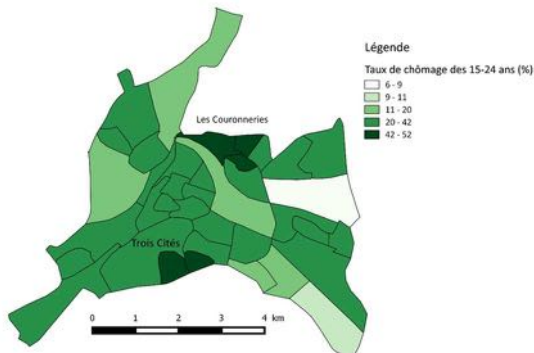 Légende
Taux de chômage des 15-24 ans (%)
6 - 9
9 - 11
11 - 20
20 - 42
42 - 52
Les Couronneries
Trois Cités
0 1 2 3 4 km